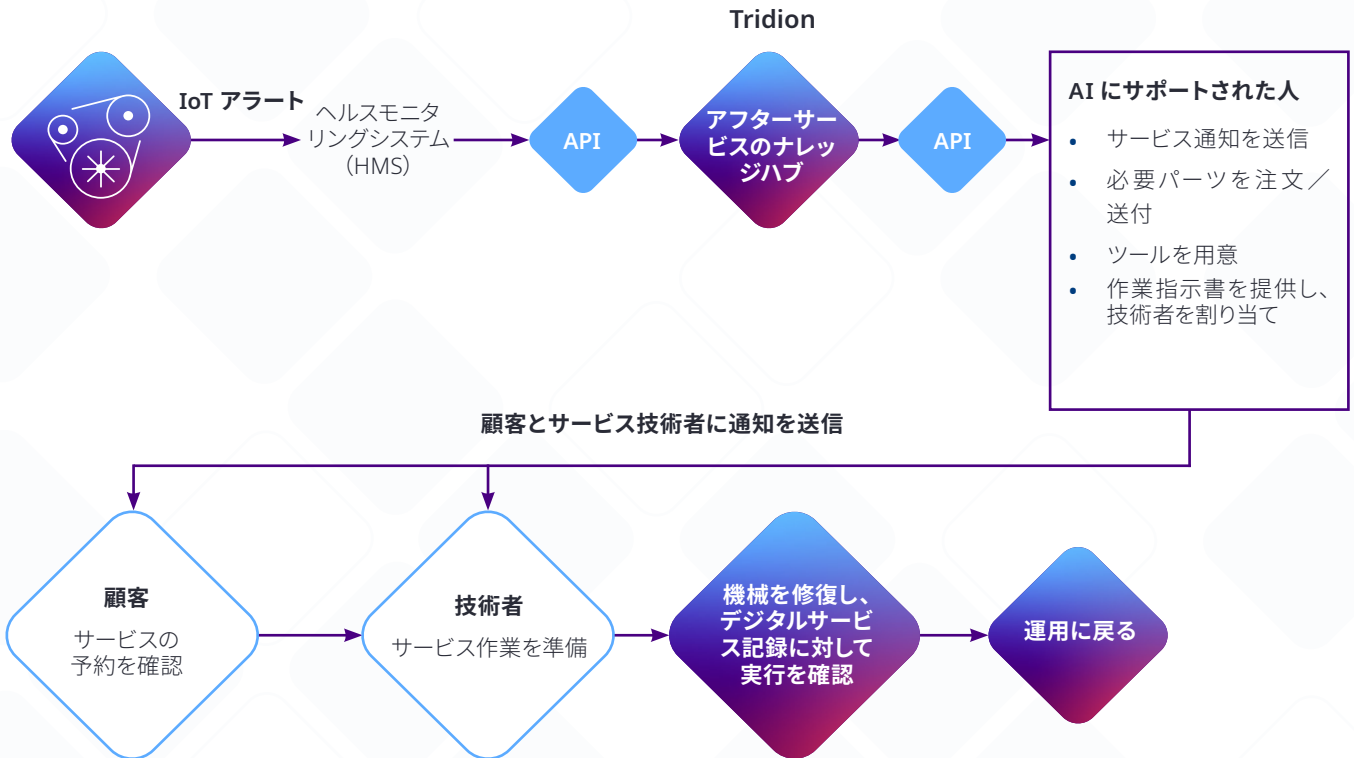 Tridion
IoT アラート
ヘルスモニタ
リングシステム
（HMS）
API
アフターサー
ビスのナレッ
ジハブ
API
AI にサポートされた人
• サービス通知を送信
• 必要パーツを注文／
送付
• ツールを用意
• 作業指示書を提供し、
技術者を割り当て
顧客とサービス技術者に通知を送信
顧客
サービスの
予約を確認
技術者
サービス作業を準備
機械を修復し、
デジタルサービ
ス記録に対して
実行を確認
運用に戻る